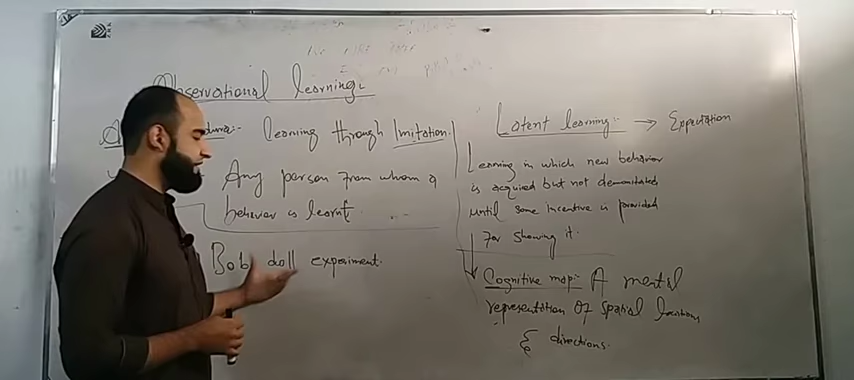 Observational learning:
learning through Imitation.
Any person from whom a
behavior is learnt.
doll experiment.
Latent learning:- → Expectation
Learning in which new behavior
is acquired but not demonstrated
until some incentive is provided
for showing it.
Cognitive map:- A mental
representation of spatial locations
& directions.